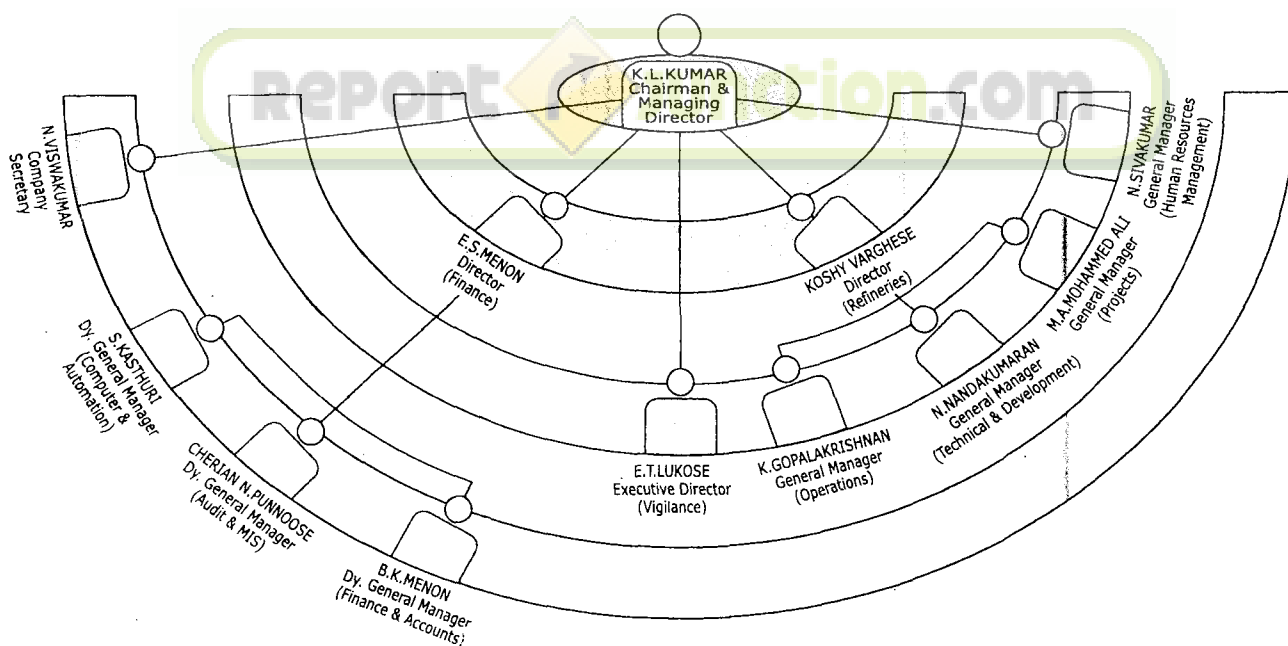 RePORT Junction.com
K.L.KUMAR
Chairman &
Managing
Director
N.VISWAKUMAR
Company
Secretary
E.S.MENON
Director
(Finance)
KOSHY VARGHESE
Director
(Refineries)
N.SIVAKUMAR
General Manager
(Human Resources
Management)
M.A.MOHAMMED ALI
General Manager
(Projects)
N.NANDAKUMARAN
General Manager
(Technical & Development)
K.GOPALAKRISHNAN
General Manager
(Operations)
E.T.LUKOSE
Executive Director
(Vigilance)
S.KASTHURI
Dy. General Manager
(Computer &
Automation)
CHERIAN N.PUNNOOSE
Dy. General Manager
(Audit & MIS)
B.K.MENON
Dy. General Manager
(Finance & Accounts)